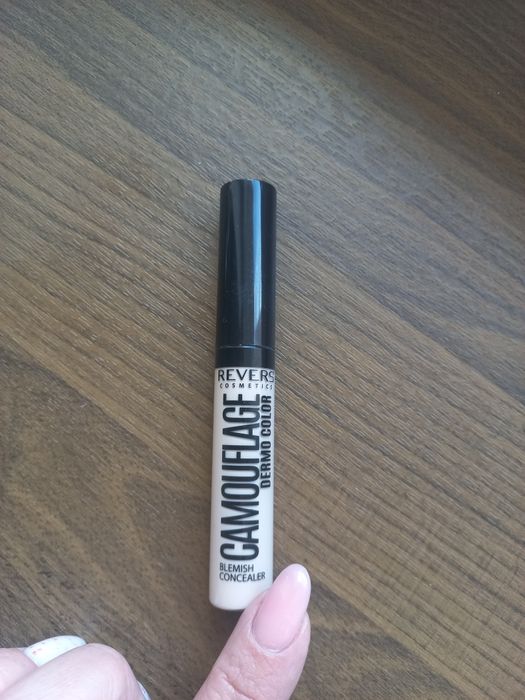 REVERS
COSMETICS
CAMOUFLAGE
DERMO COLOR
BLEMISH
CONCEALER